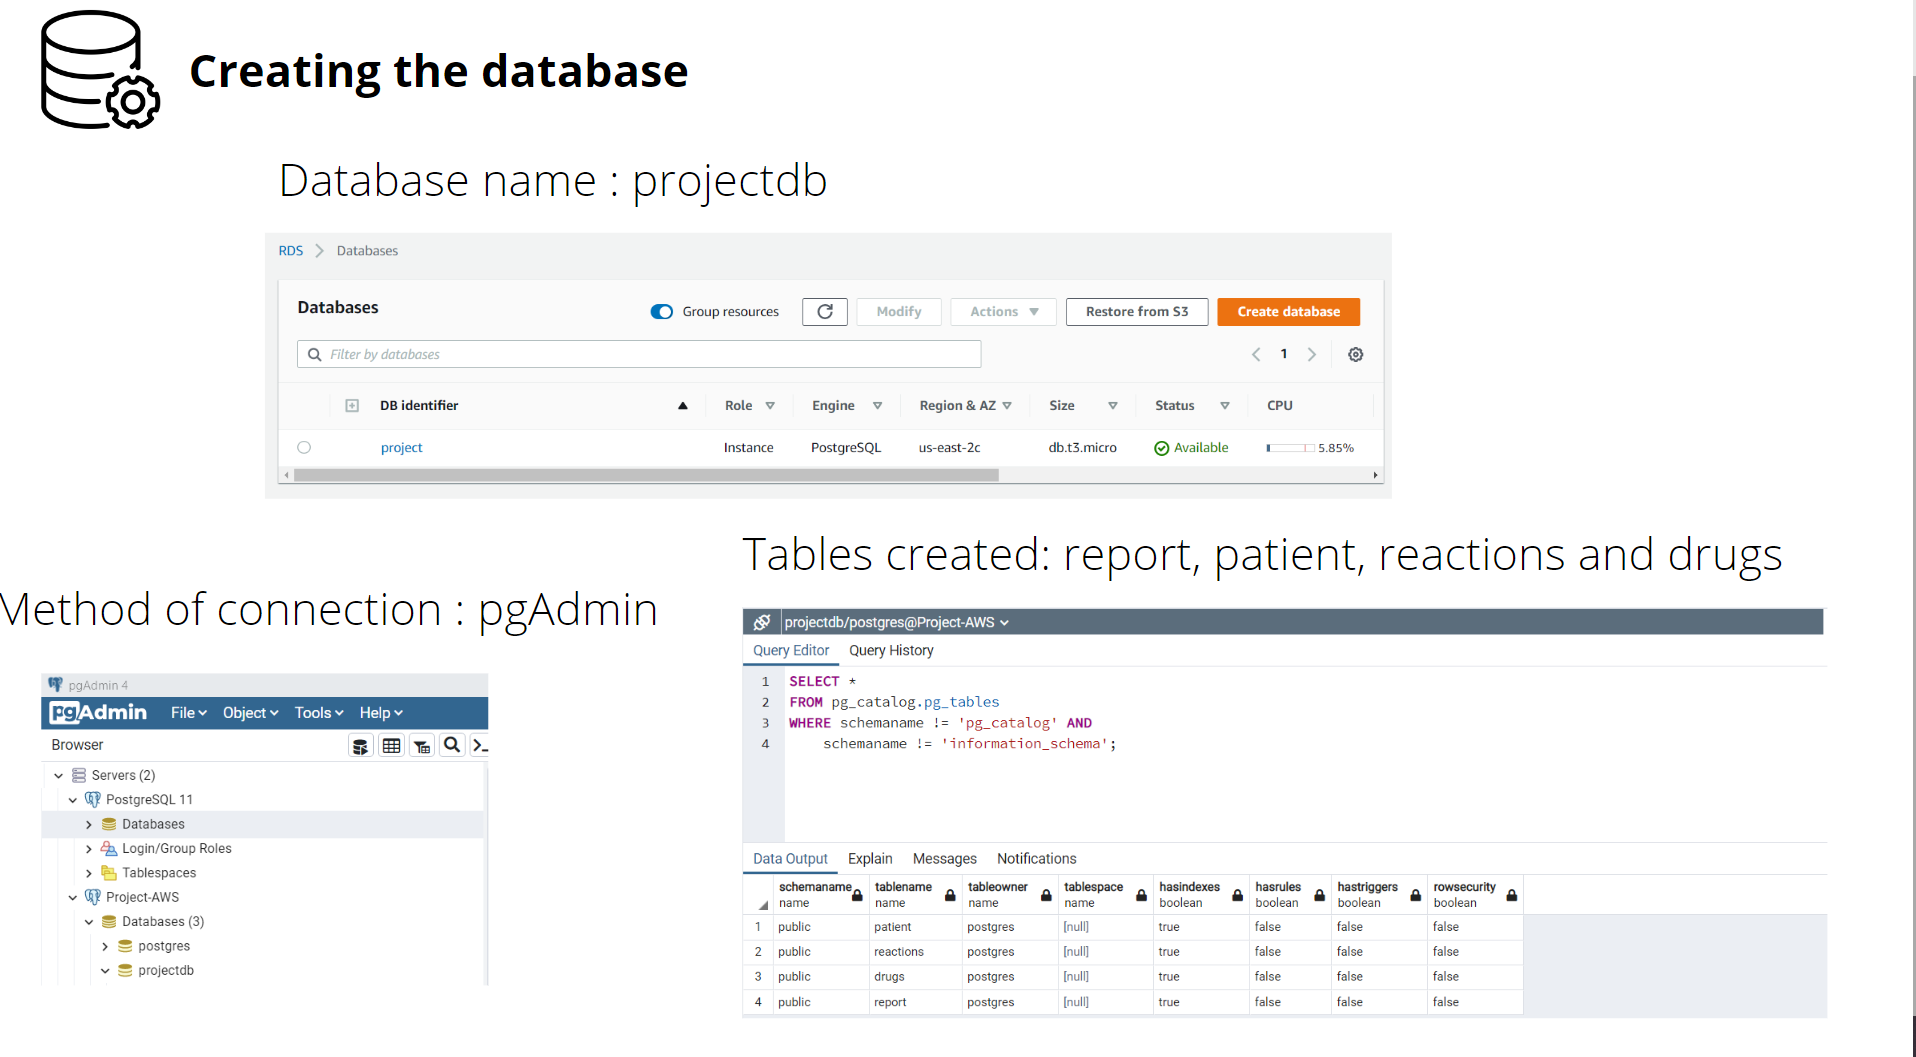 Creating the database
Database name : projectdb
RDS > Databases
Databases
Group resources
Modify
Actions
Restore from S3
Create database
Filter by databases
1
DB identifier Role Engine Region & AZ Size Status CPU
project Instance PostgreSQL us-east-2c db.t3.micro Available 5.85%
Tables created: report, patient, reactions and drugs
Method of connection : pgAdmin
pgAdmin 4
pgAdmin File Object Tools Help
Browser
Servers (2)
PostgreSQL 11
Databases
Login/Group Roles
Tablespaces
Project-AWS
Databases (3)
postgres
projectdb
projectdb/postgres@Project-AWS
Query Editor Query History
1 SELECT *
2 FROM pg_catalog.pg_tables
3 WHERE schemaname != 'pg_catalog' AND
4 schemaname != 'information_schema';
Data Output Explain Messages Notifications
schemaname tablename tableowner tablespace hasindexes hasrules hastriggers rowsecurity
name name name name boolean boolean boolean boolean
1 public patient postgres [null] true false false false
2 public reactions postgres [null] true false false false
3 public drugs postgres [null] true false false false
4 public report postgres [null] true false false false